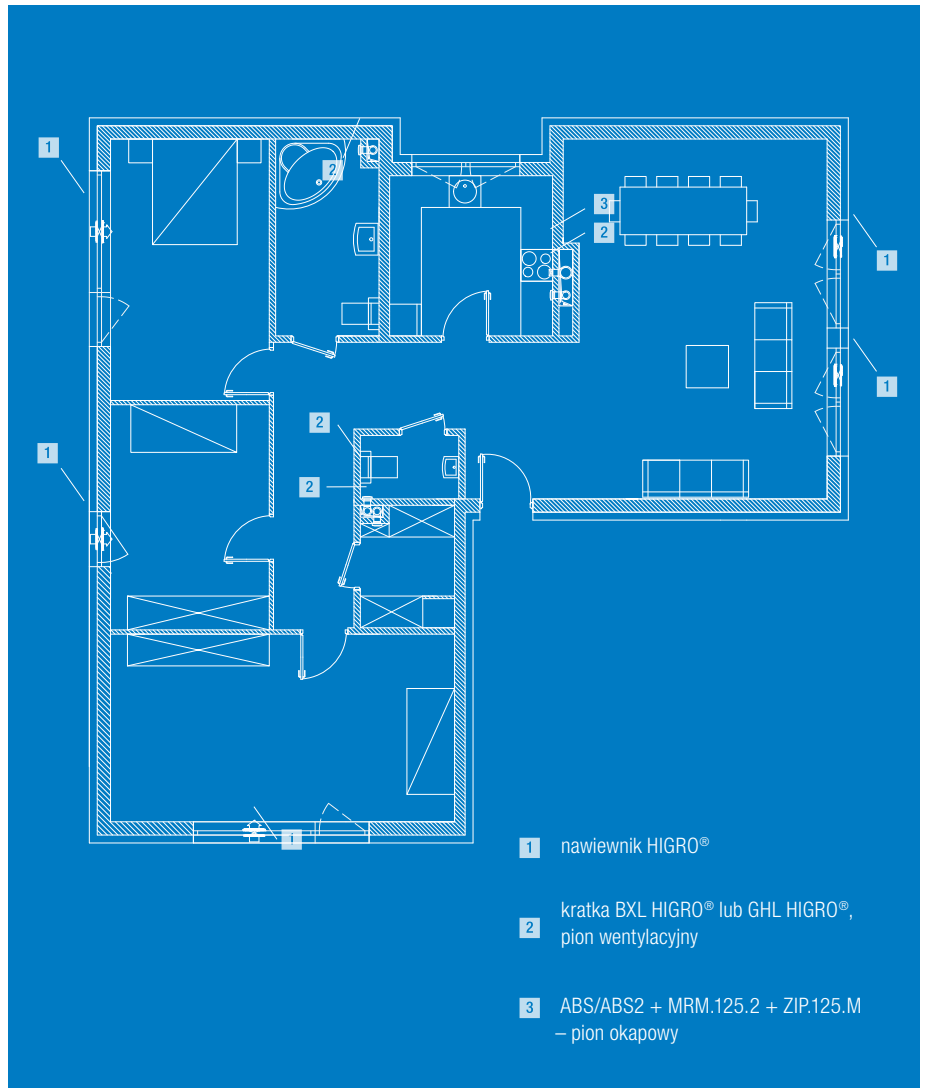 1
2
3
2
1
1
2
1
2
1
1 nawiewnik HIGRO®
2 kratka BXL HIGRO® lub GHL HIGRO®,
pion wentylacyjny
3 ABS/ABS2 + MRM.125.2 + ZIP.125.M
– pion okapowy